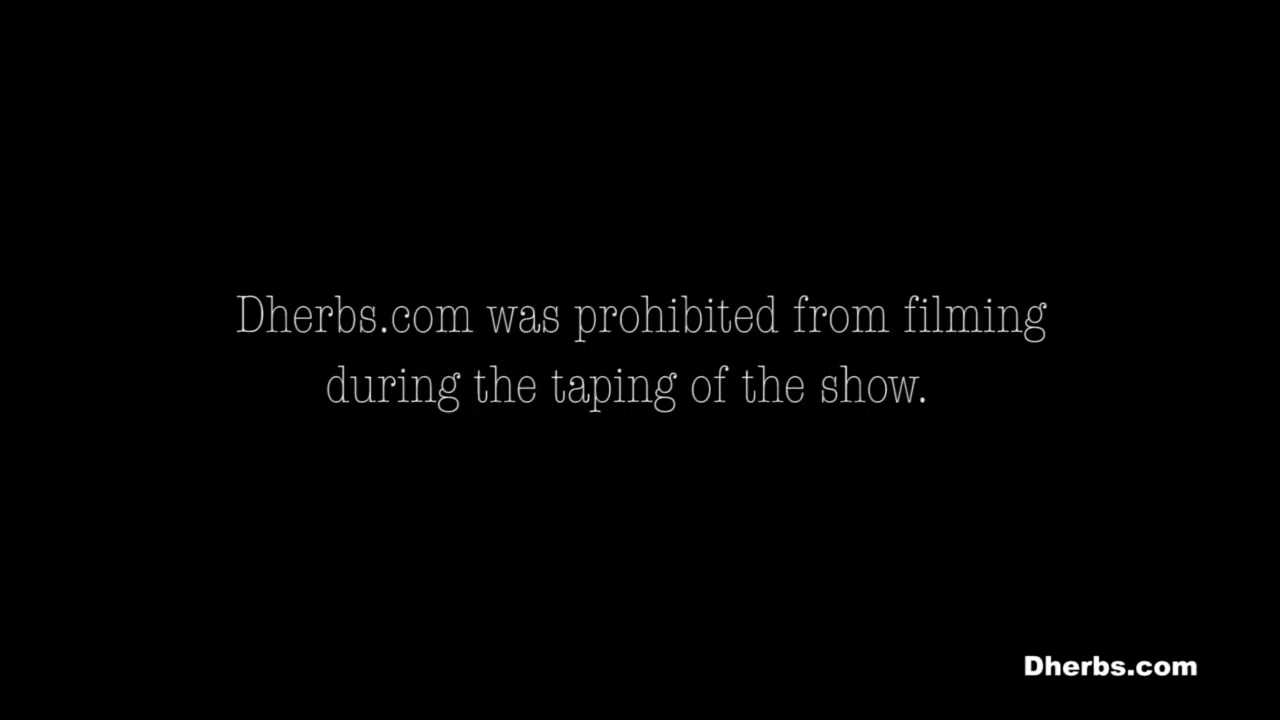 Dherbs.com was prohibited from filming
during the taping of the show.
Dherbs.com